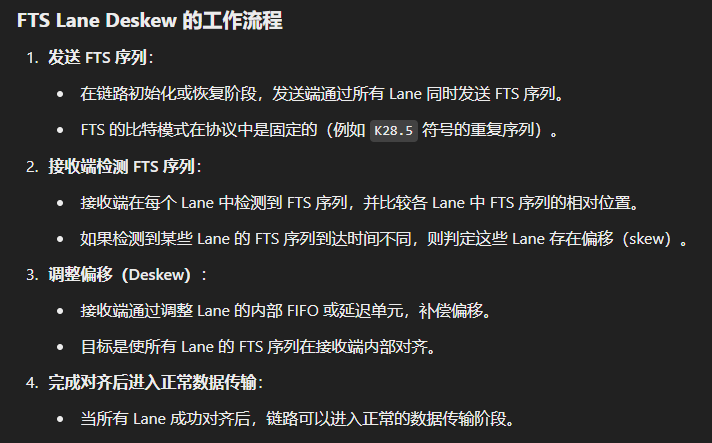 FTS Lane Deskew 的工作流程
1. 发送 FTS 序列：
• 在链路初始化或恢复阶段，发送端通过所有 Lane 同时发送 FTS 序列。
• FTS 的比特模式在协议中是固定的（例如 K28.5 符号的重复序列）。
2. 接收端检测 FTS 序列：
• 接收端在每个 Lane 中检测到 FTS 序列，并比较各 Lane 中 FTS 序列的相对位置。
• 如果检测到某些 Lane 的 FTS 序列到达时间不同，则判定这些 Lane 存在偏移（skew）。
3. 调整偏移（Deskew）：
• 接收端通过调整 Lane 的内部 FIFO 或延迟单元，补偿偏移。
• 目标是使所有 Lane 的 FTS 序列在接收端内部对齐。
4. 完成对齐后进入正常数据传输：
• 当所有 Lane 成功对齐后，链路可以进入正常的数据传输阶段。